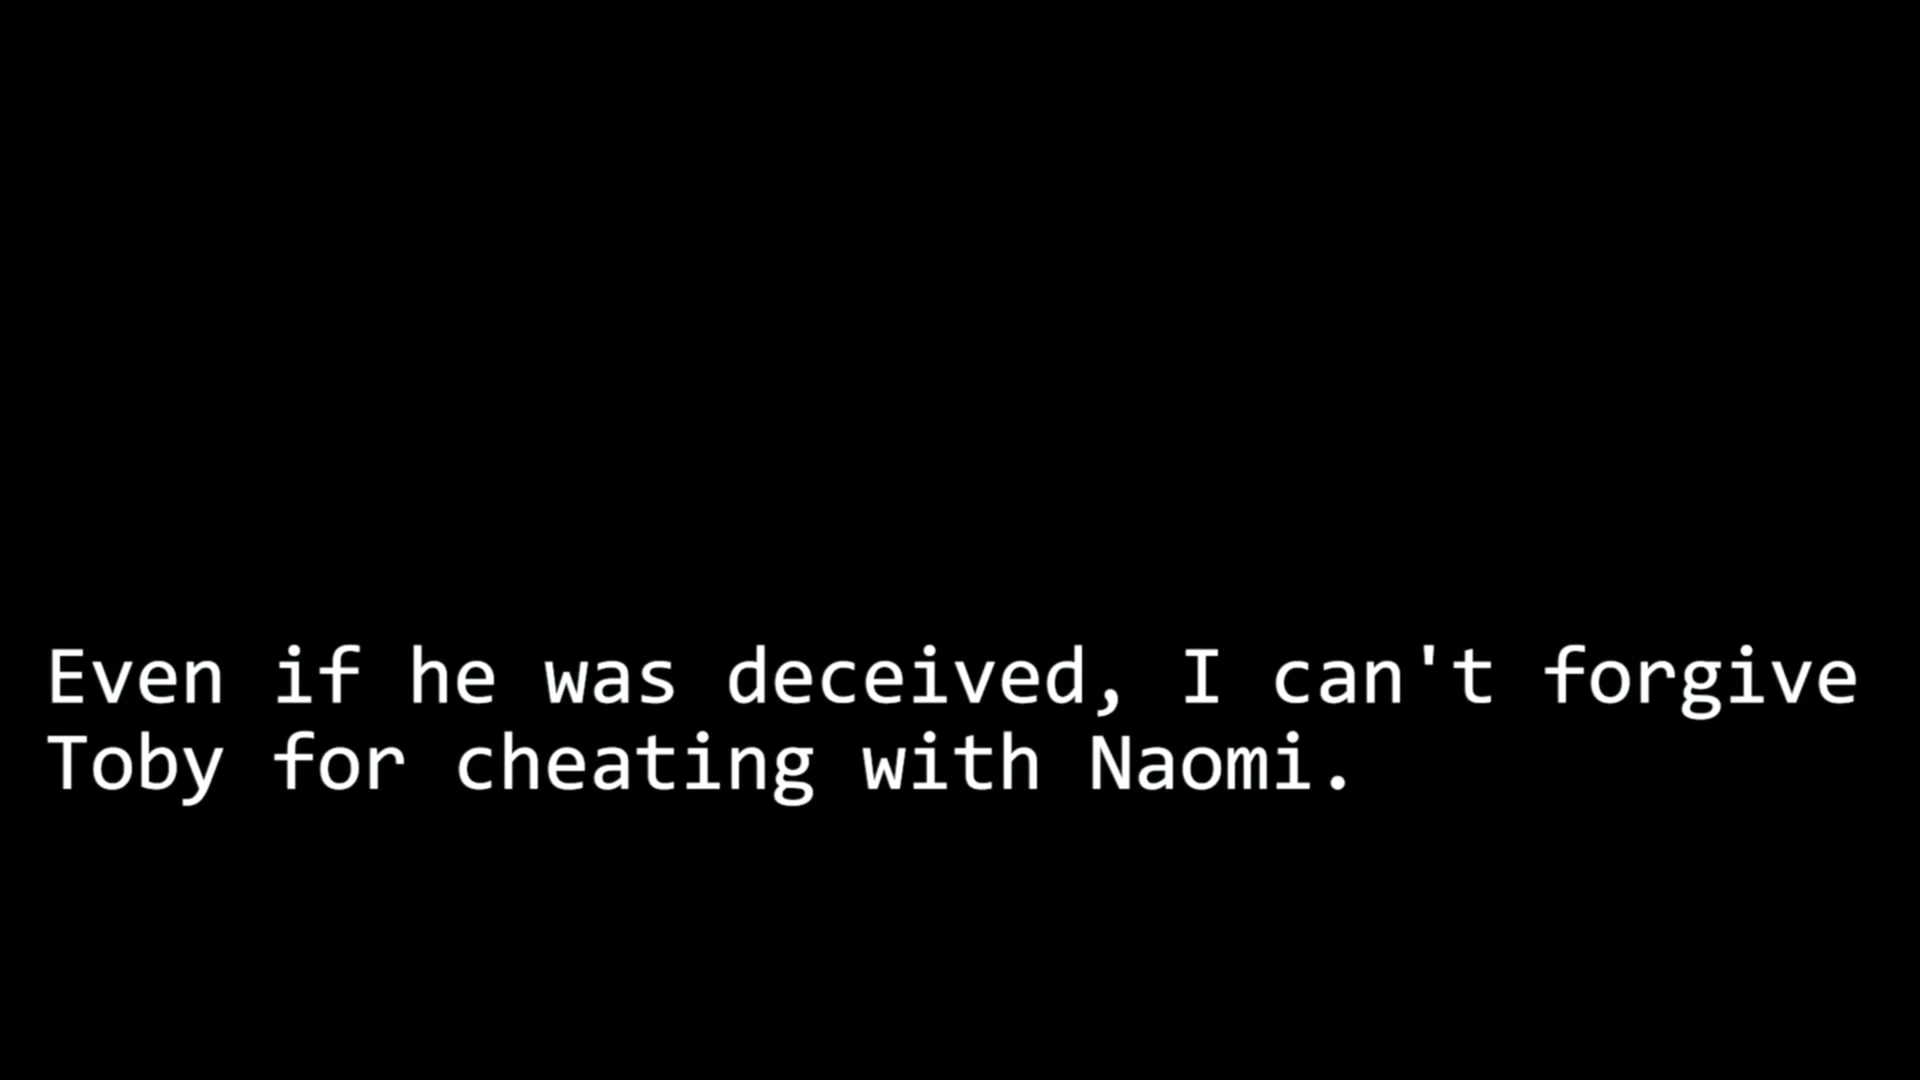 Even if he was deceived, I can't forgive
Toby for cheating with Naomi.